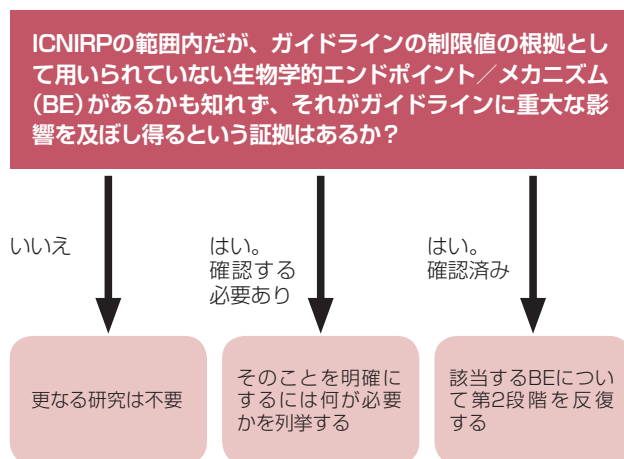 ICNIRPの範囲内だが、ガイドラインの制限値の根拠とし
て用いられていない生物学的エンドポイント／メカニズム
(BE)があるかも知れず、それがガイドラインに重大な影
響を及ぼし得るという証拠はあるか？
いいえ
はい。
確認する
必要あり
はい。
確認済み
更なる研究は不要
そのことを明確に
するには何が必要
かを列挙する
該当するBEについ
て第2段階を反復
する